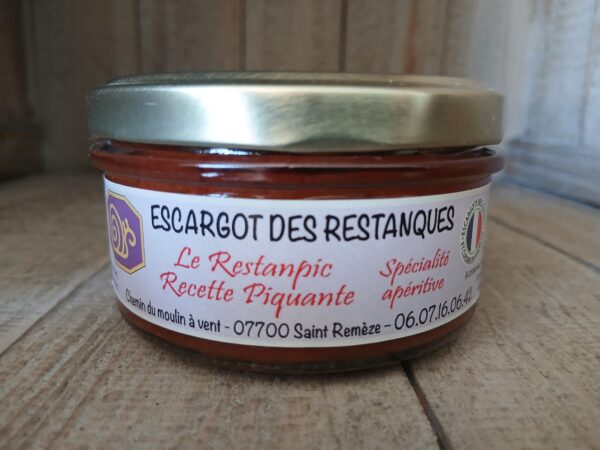 ESCARGOT DES RESTANQUES
Le Restanpic
Recette Piquante
Spécialité
apéritive
Chemin du moulin à vent - 07700 Saint Remèze - 06.07.16.06.42